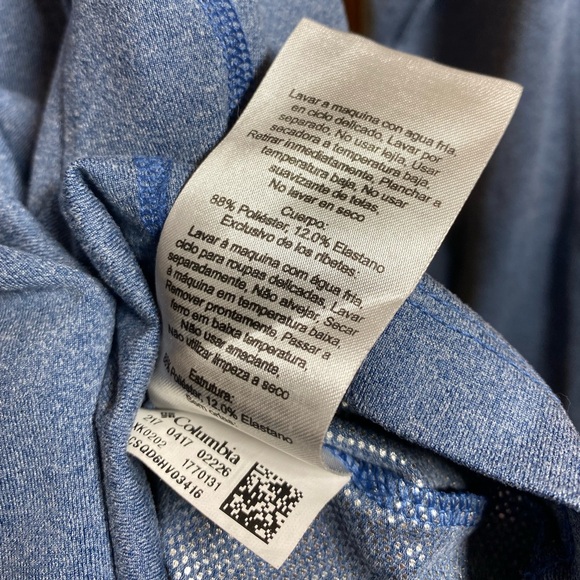 Lavar a maquina con agua fria,
en ciclo delicado, Lavar por
separado, No usar lejía, Usar
secadora a temperatura baja,
Retirar inmediatamente, Planchar a
temperatura baja, No usar
suavizante de telas,
No lavar en seco
Cuerpo:
88% Poliéster, 12.0% Elastano
Exclusivo de los ribetes.
Lavar á maquina com água fria,
ciclo para roupas delicadas, Lavar
separadamente, Não alvejar, Secar
à máquina em temperatura baixa,
Remover prontamente, Passar a
ferro em baixa temperatura,
Não usar amaciante,
Não utilizar limpeza a seco
Estrutura:
Poliéster, 12.0% Elastano
Columbia
217 0417 02226
XK0202 1770131
CSQD6HV03416